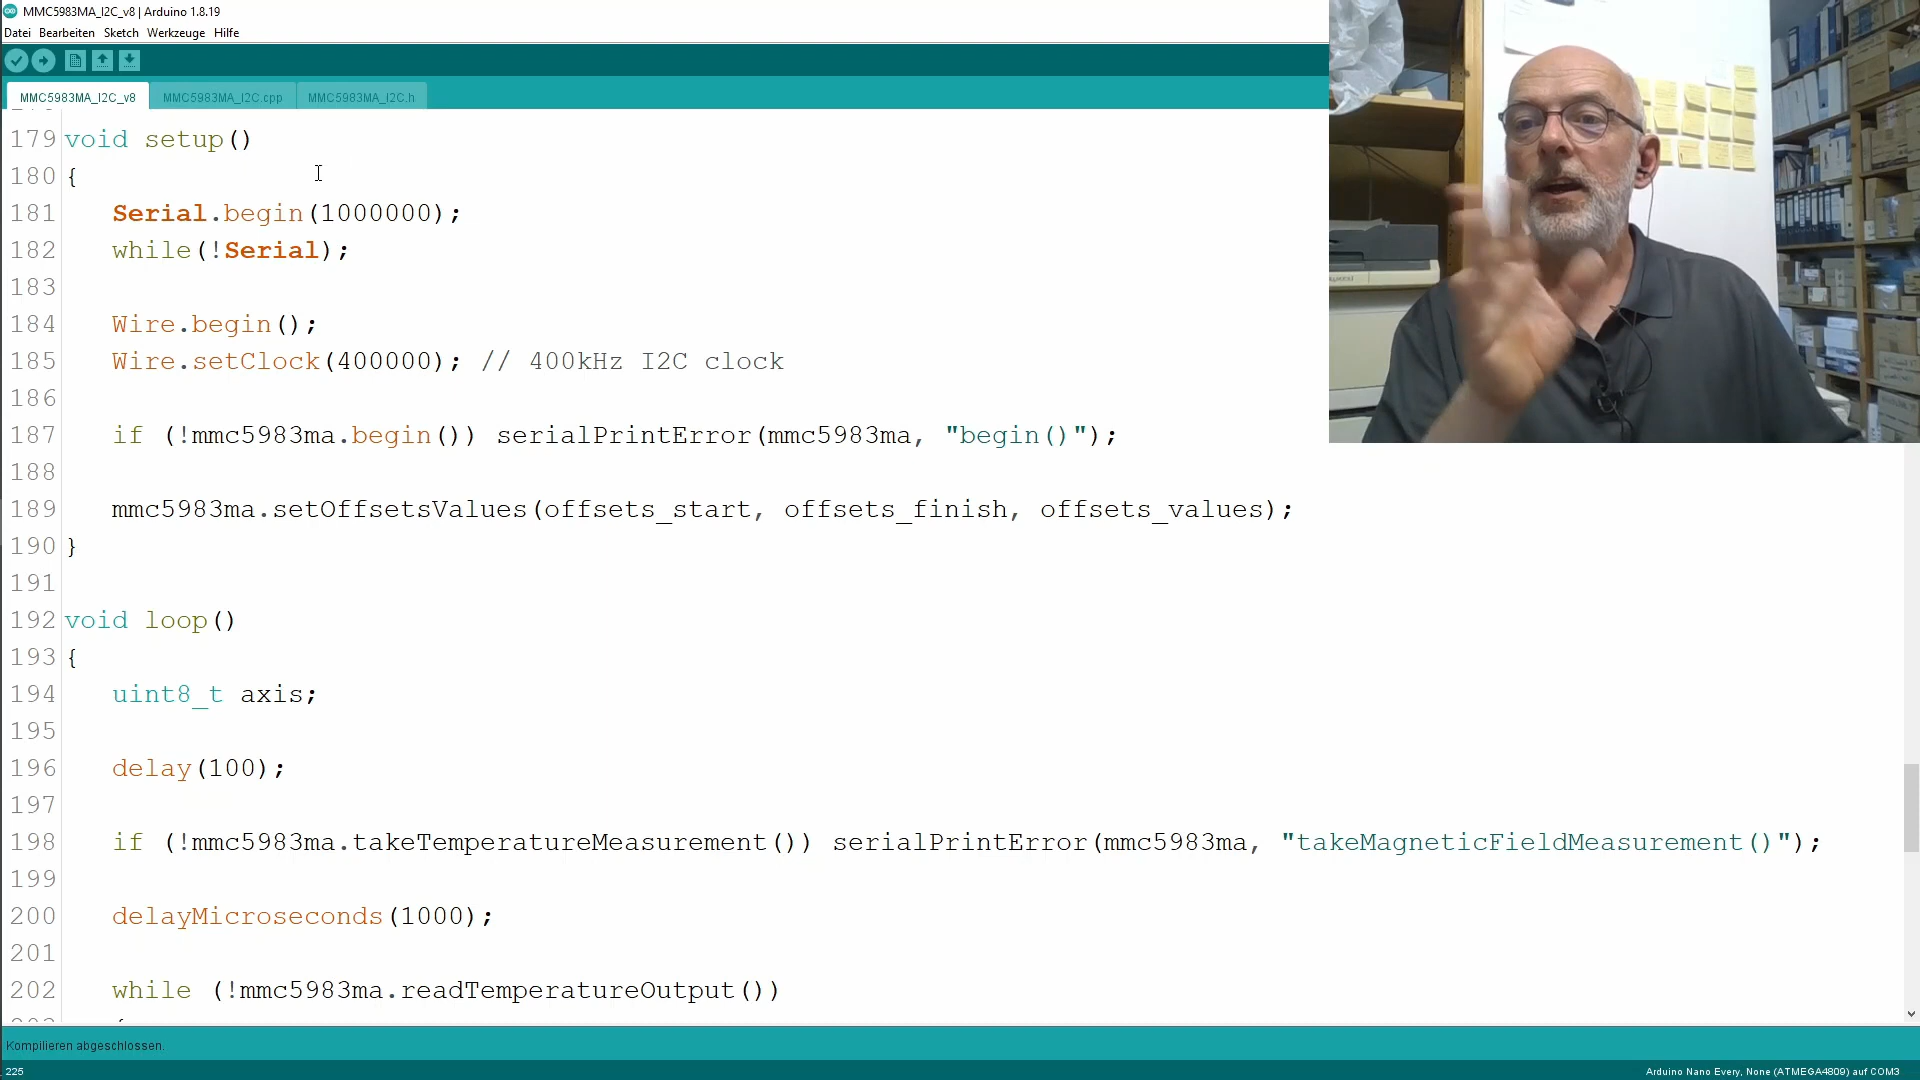 MMC5983MA_I2C_v8 | Arduino 1.8.19
Datei Bearbeiten Sketch Werkzeuge Hilfe
MMC5983MA_I2C_v8 MMC5983MA_I2C.cpp MMC5983MA_I2C.h
179 void setup()
180 {
181 Serial.begin(1000000);
182 while(!Serial);
183
184 Wire.begin();
185 Wire.setClock(400000); // 400kHz I2C clock
186
187 if (!mmc5983ma.begin()) serialPrintError(mmc5983ma, "begin()");
188
189 mmc5983ma.setOffsetsValues(offsets_start, offsets_finish, offsets_values);
190 }
191
192 void loop()
193 {
194 uint8_t axis;
195
196 delay(100);
197
198 if (!mmc5983ma.takeTemperatureMeasurement()) serialPrintError(mmc5983ma, "takeMagneticFieldMeasurement()");
199
200 delayMicroseconds(1000);
201
202 while (!mmc5983ma.readTemperatureOutput())
Kompilieren abgeschlossen.
225
Arduino Nano Every, None (ATMEGA4809) auf COM3